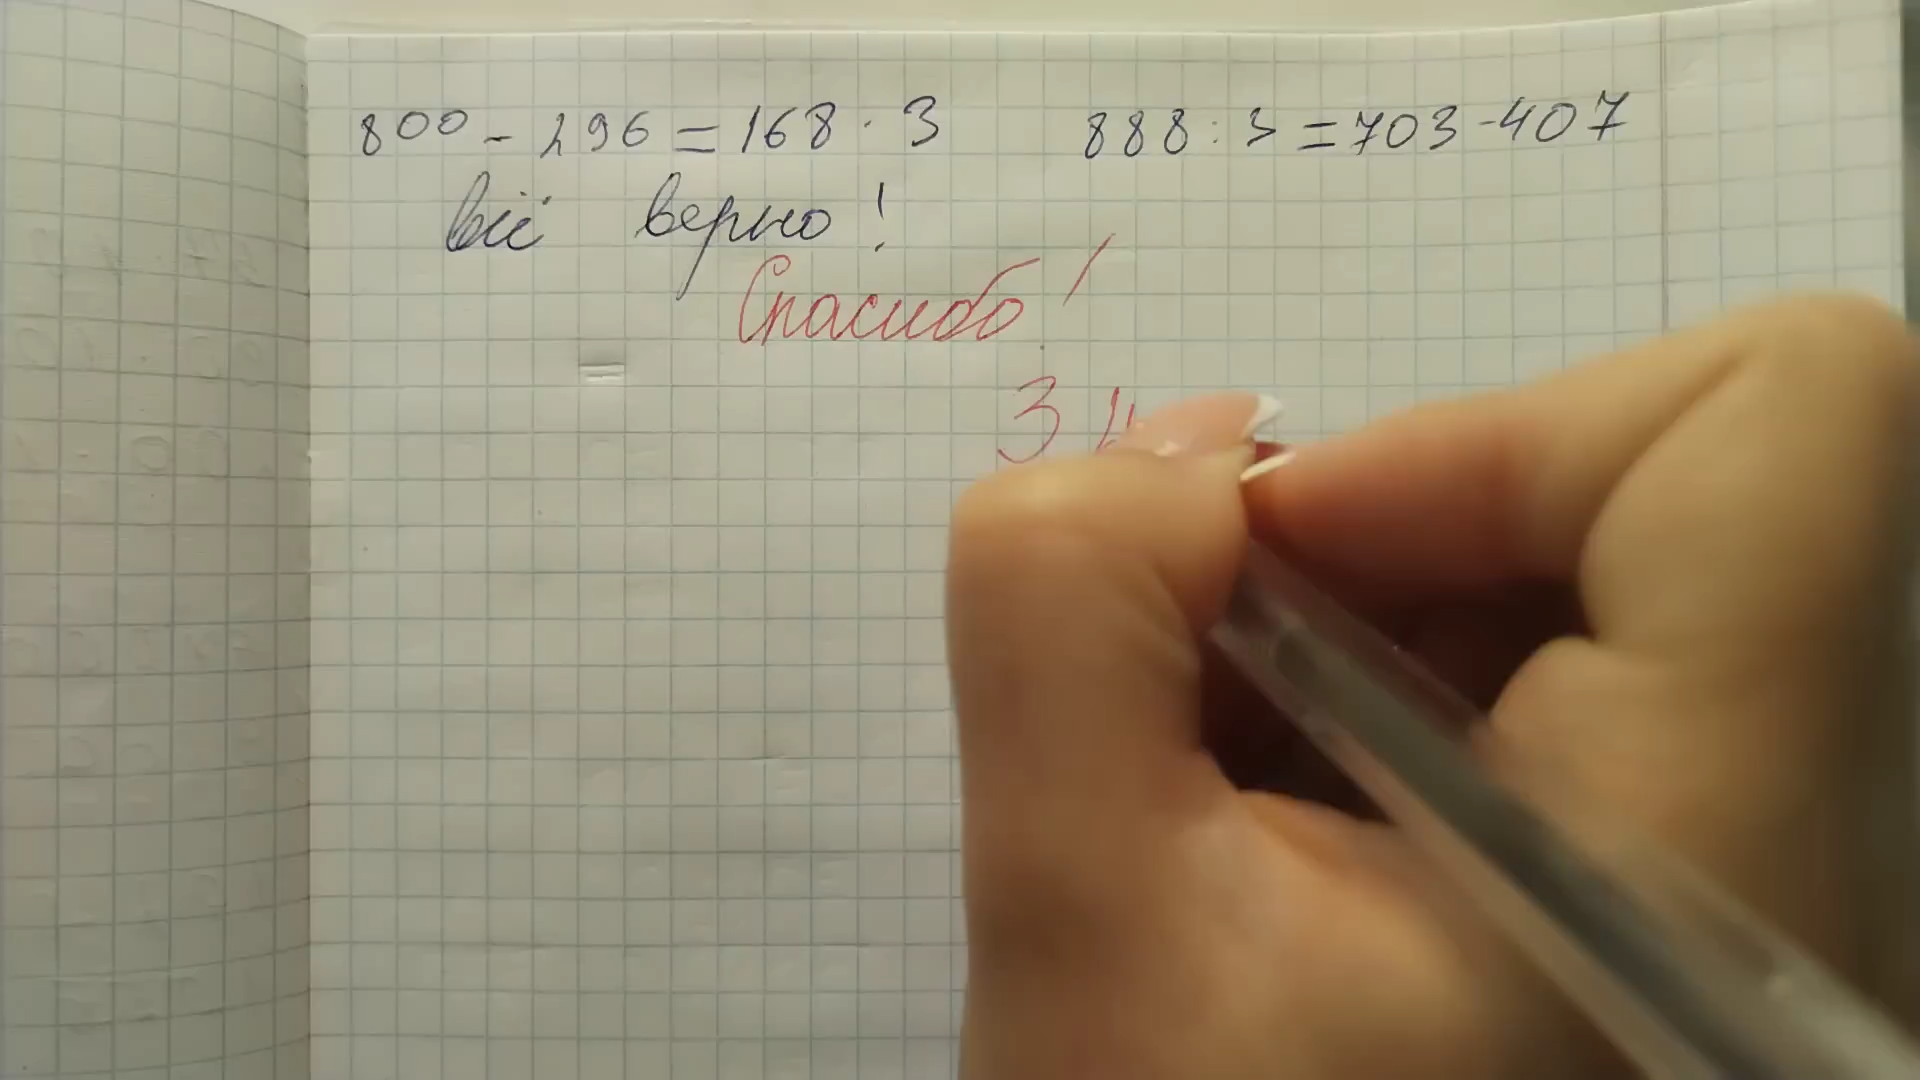 800 - 296 = 168 · 3 888 : 3 = 703 - 407
всё верно!
Спасибо!
3